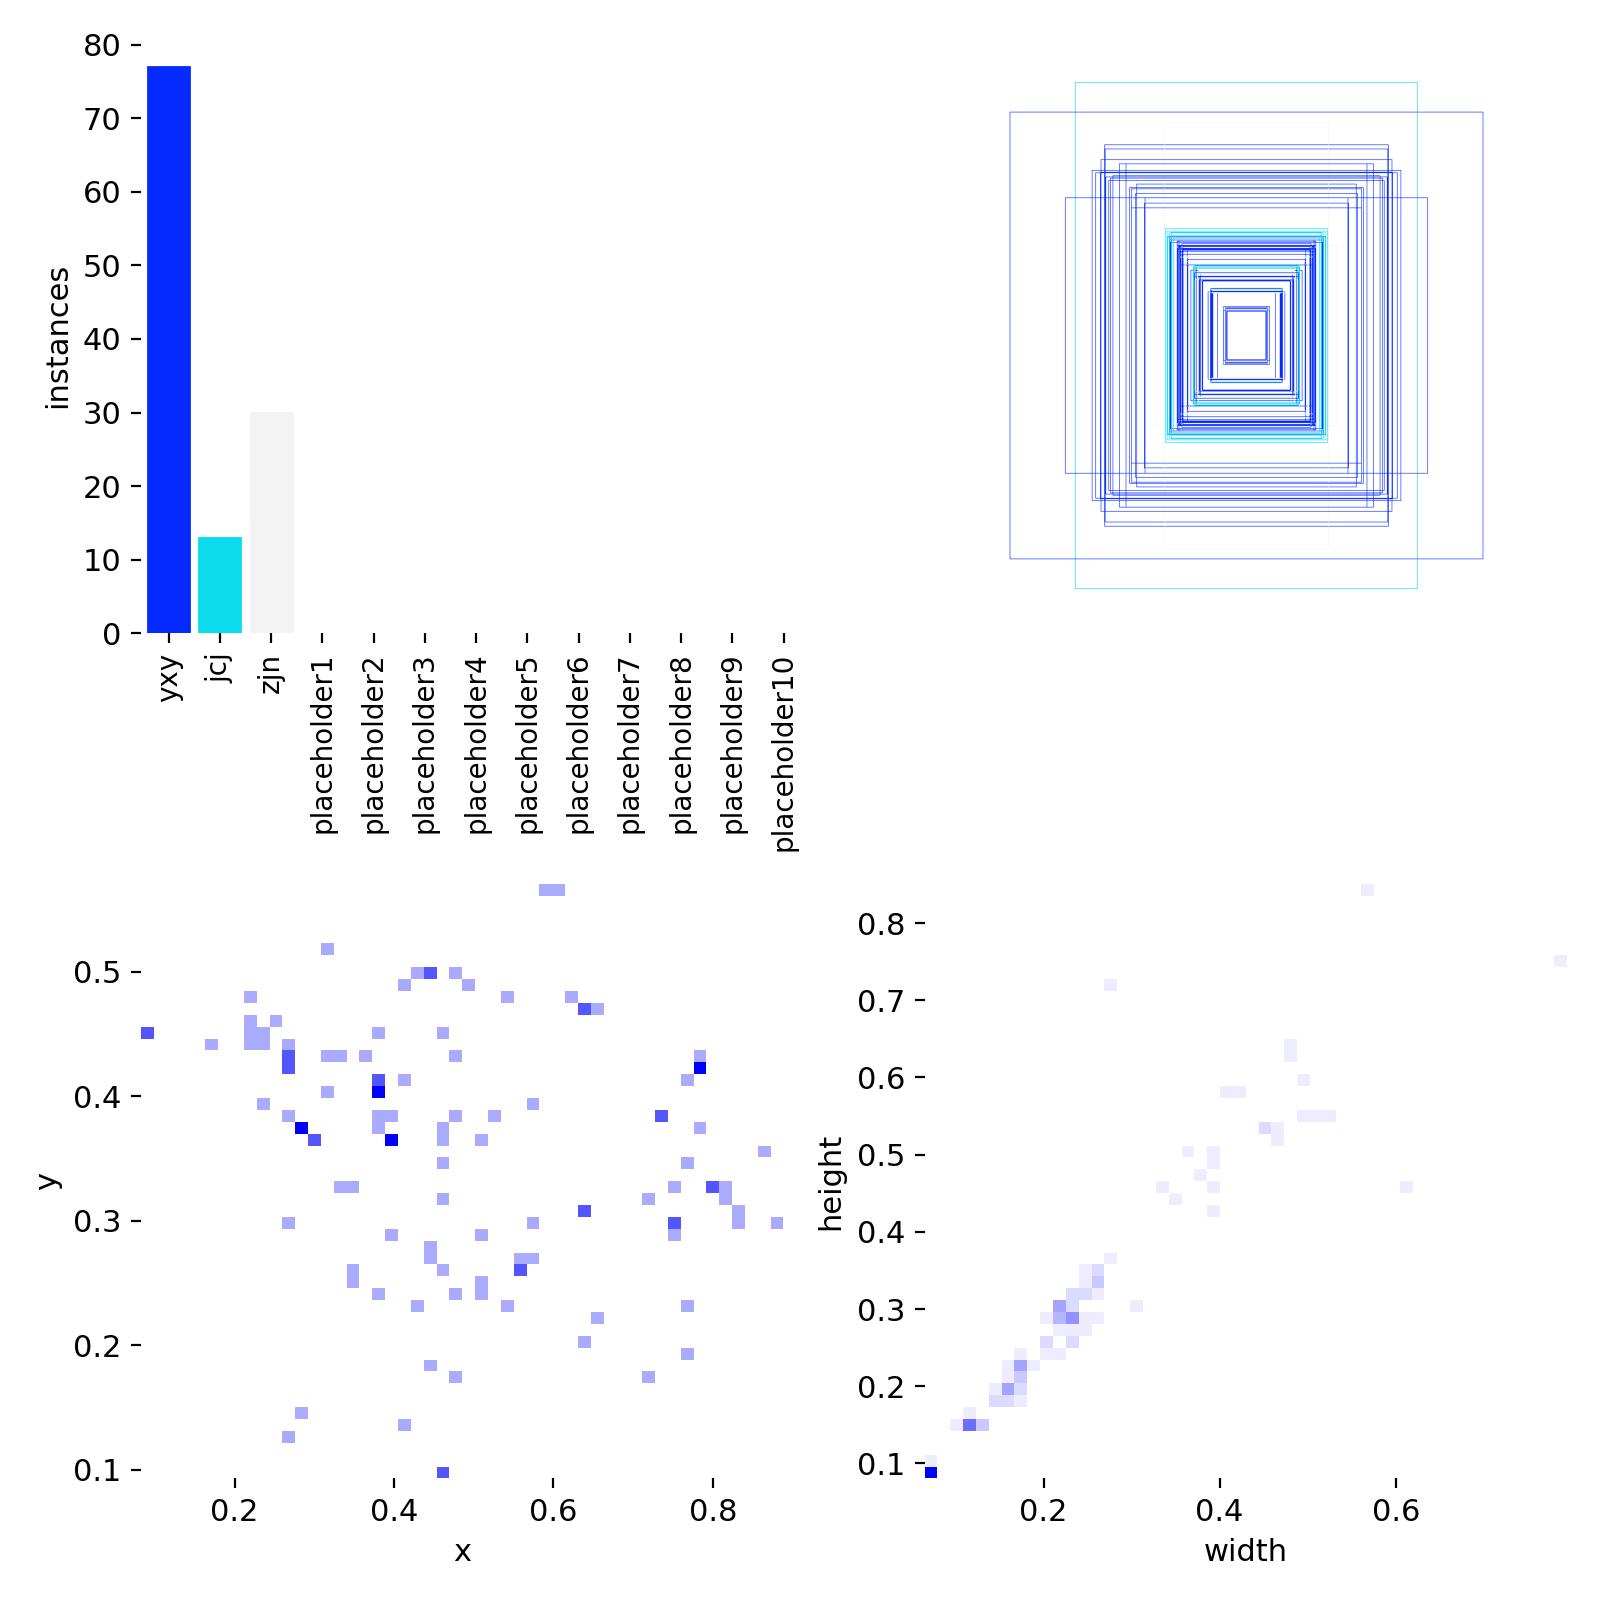 80
70
60
50
40
30
20
10
0
instances
yxy
jcj
zjn
placeholder1
placeholder2
placeholder3
placeholder4
placeholder5
placeholder6
placeholder7
placeholder8
placeholder9
placeholder10
0.5
0.4
0.3
0.2
0.1
y
0.2 0.4 0.6 0.8
x
0.8
0.7
0.6
0.5
0.4
0.3
0.2
0.1
height
0.2 0.4 0.6
width